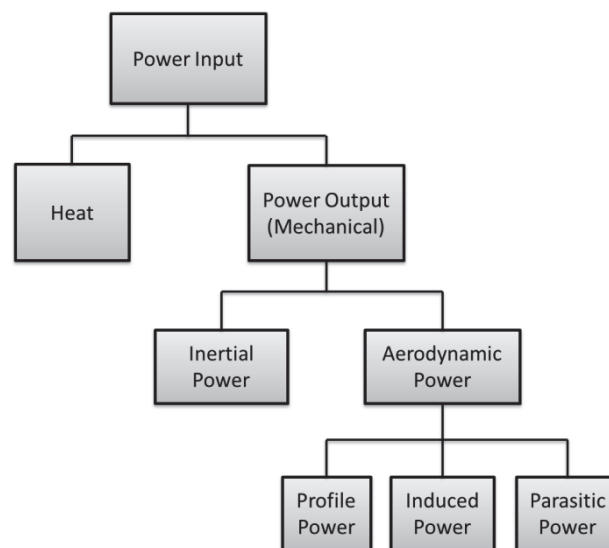 Power Input
Heat
Power Output
(Mechanical)
Inertial
Power
Aerodynamic
Power
Profile
Power
Induced
Power
Parasitic
Power